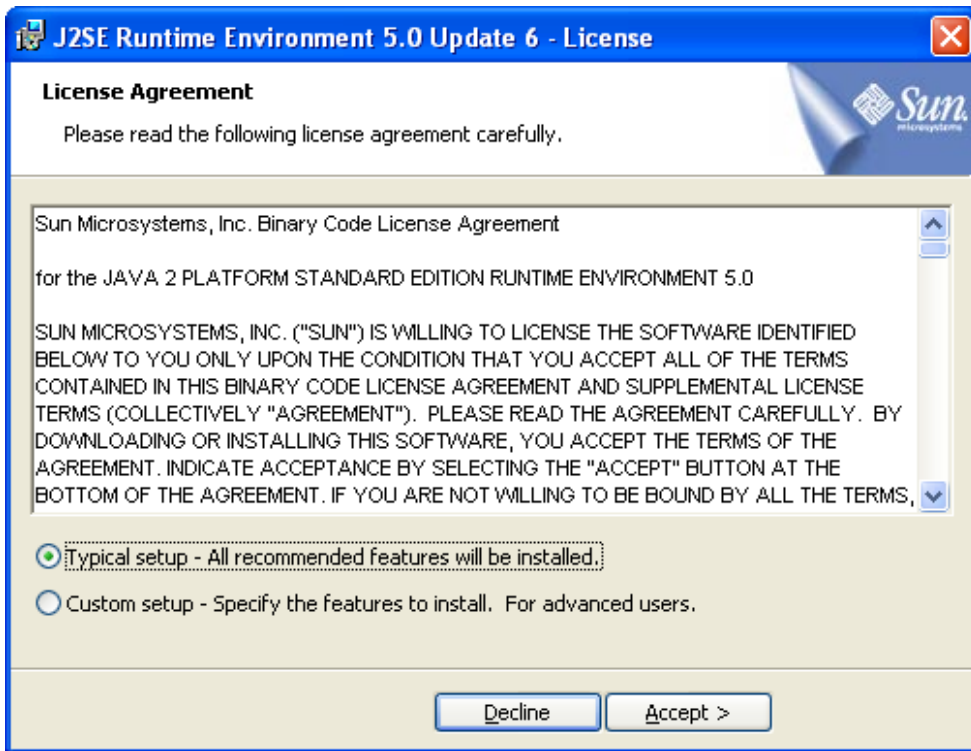 J2SE Runtime Environment 5.0 Update 6 - License
License Agreement
Please read the following license agreement carefully.
Sun
microsystems
Sun Microsystems, Inc. Binary Code License Agreement
for the JAVA 2 PLATFORM STANDARD EDITION RUNTIME ENVIRONMENT 5.0
SUN MICROSYSTEMS, INC. ("SUN") IS WILLING TO LICENSE THE SOFTWARE IDENTIFIED
BELOW TO YOU ONLY UPON THE CONDITION THAT YOU ACCEPT ALL OF THE TERMS
CONTAINED IN THIS BINARY CODE LICENSE AGREEMENT AND SUPPLEMENTAL LICENSE
TERMS (COLLECTIVELY "AGREEMENT").  PLEASE READ THE AGREEMENT CAREFULLY.  BY
DOWNLOADING OR INSTALLING THIS SOFTWARE, YOU ACCEPT THE TERMS OF THE
AGREEMENT. INDICATE ACCEPTANCE BY SELECTING THE "ACCEPT" BUTTON AT THE
BOTTOM OF THE AGREEMENT. IF YOU ARE NOT WILLING TO BE BOUND BY ALL THE TERMS,
Typical setup - All recommended features will be installed.
Custom setup - Specify the features to install.  For advanced users.
Decline
Accept >